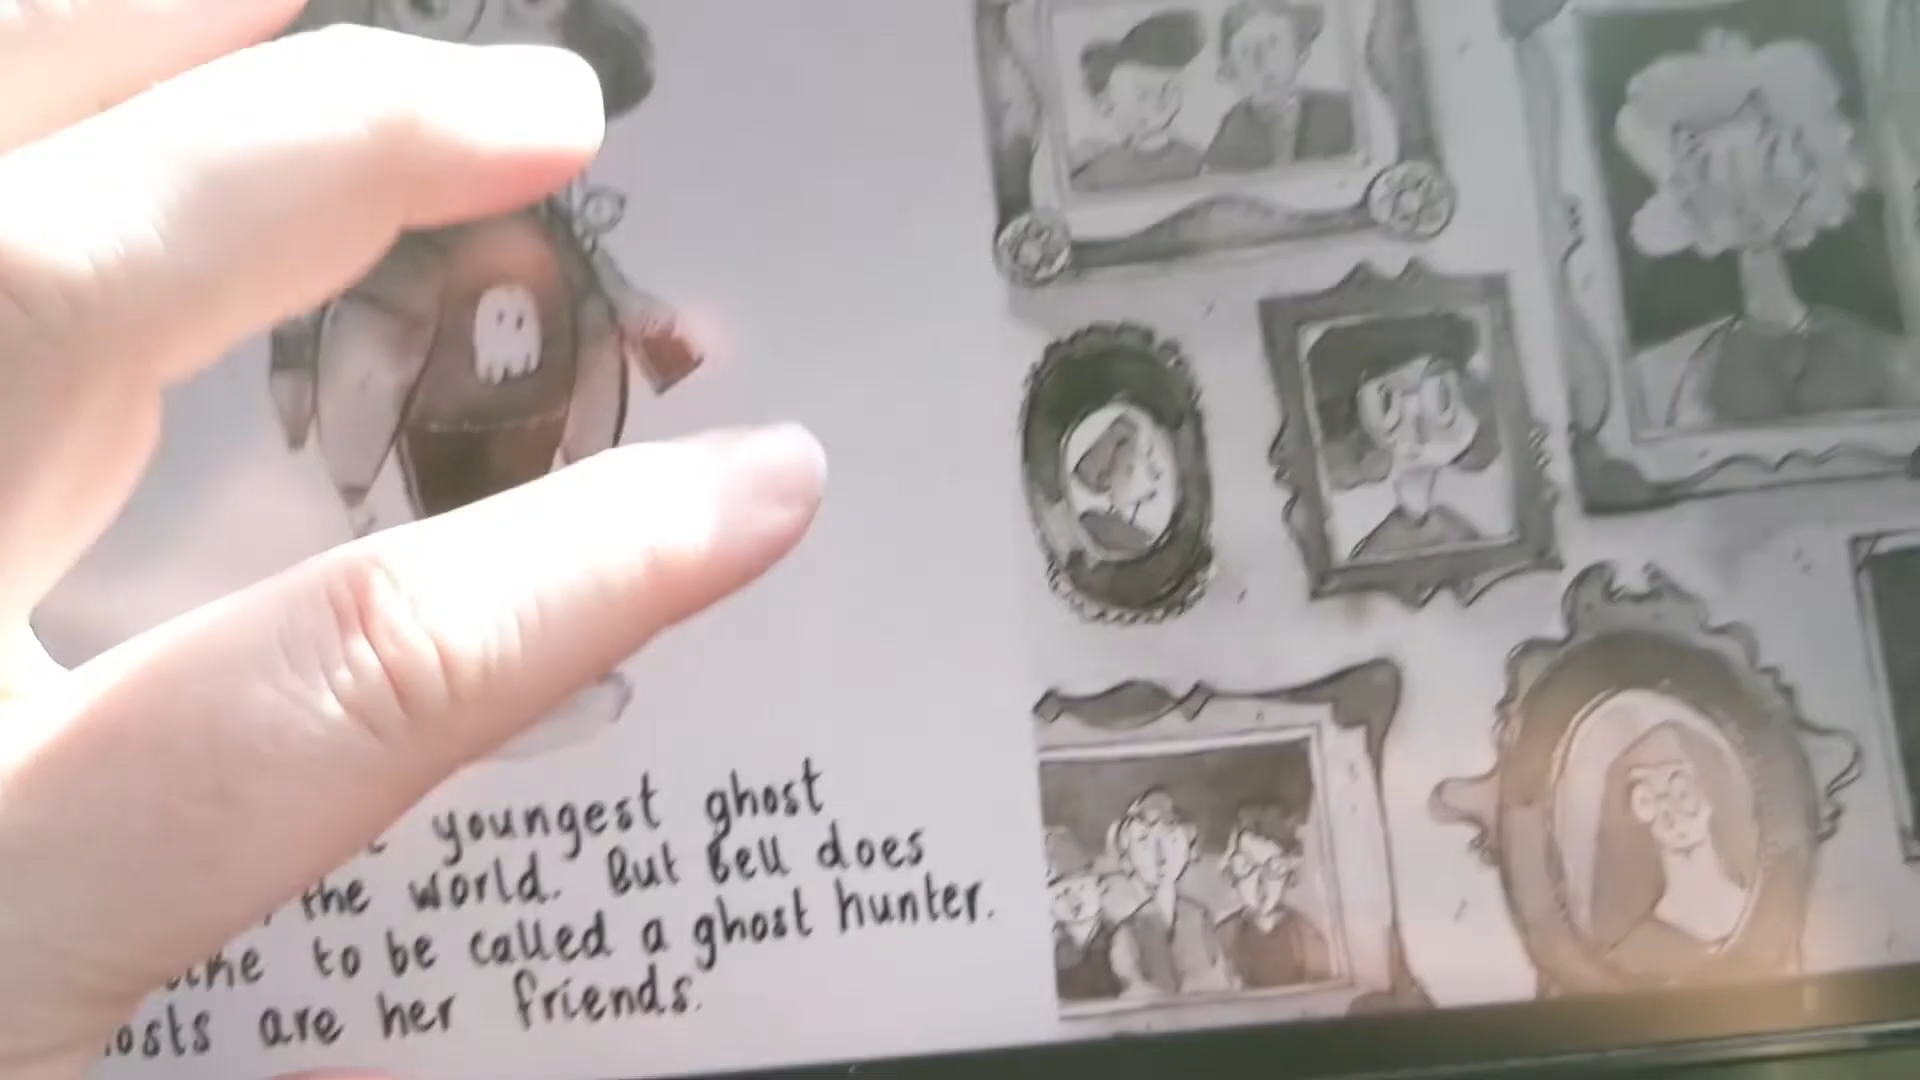 youngest ghost
the world. But Bell does
to be called a ghost hunter.
are her friends.